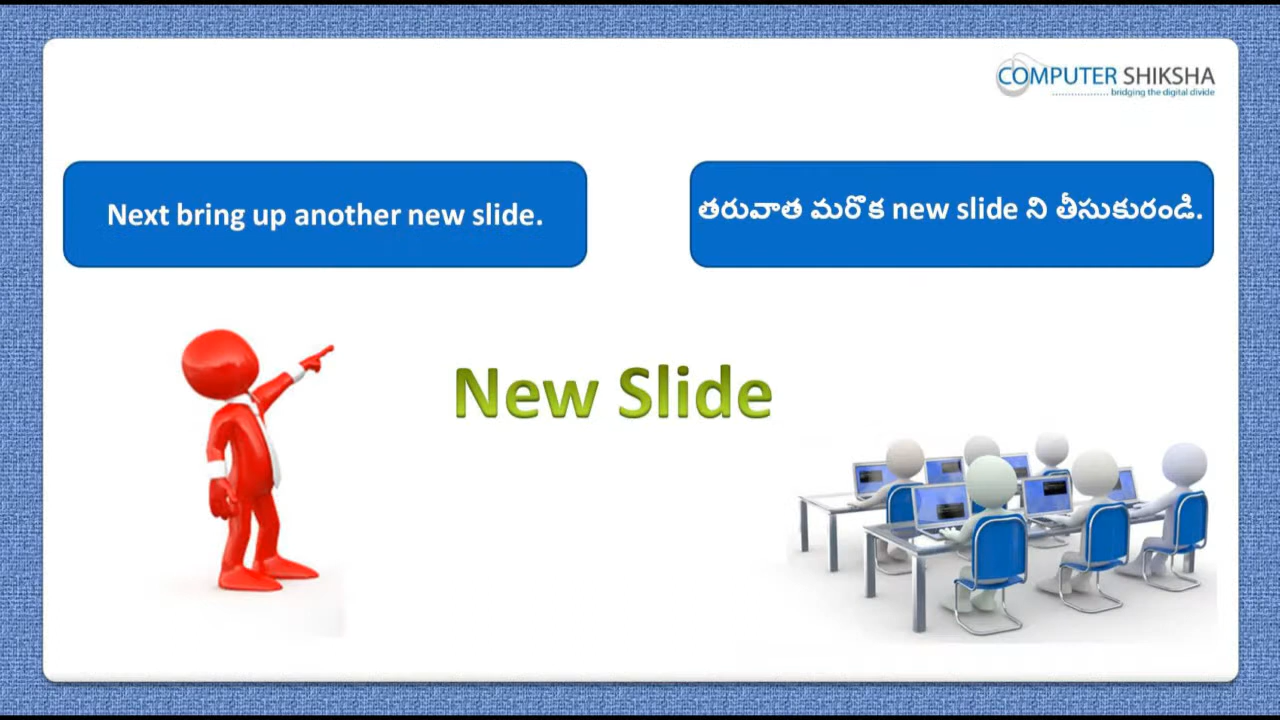 COMPUTER SHIKSHA
bridging the digital divide
Next bring up another new slide.
తరువాత మరొక new slide ని తీసుకురండి.
New Slide